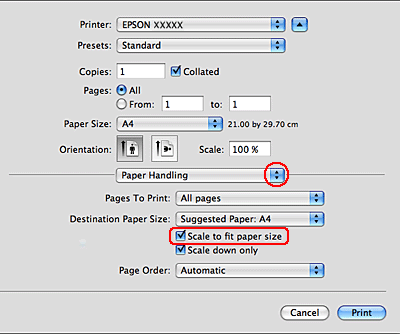 Printer: EPSON XXXXX
Presets: Standard
Copies: 1 Collated
Pages: All
From: 1 to: 1
Paper Size: A4 21.00 by 29.70 cm
Orientation: Scale: 100 %
Paper Handling
Pages To Print: All pages
Destination Paper Size: Suggested Paper: A4
Scale to fit paper size
Scale down only
Page Order: Automatic
Cancel Print